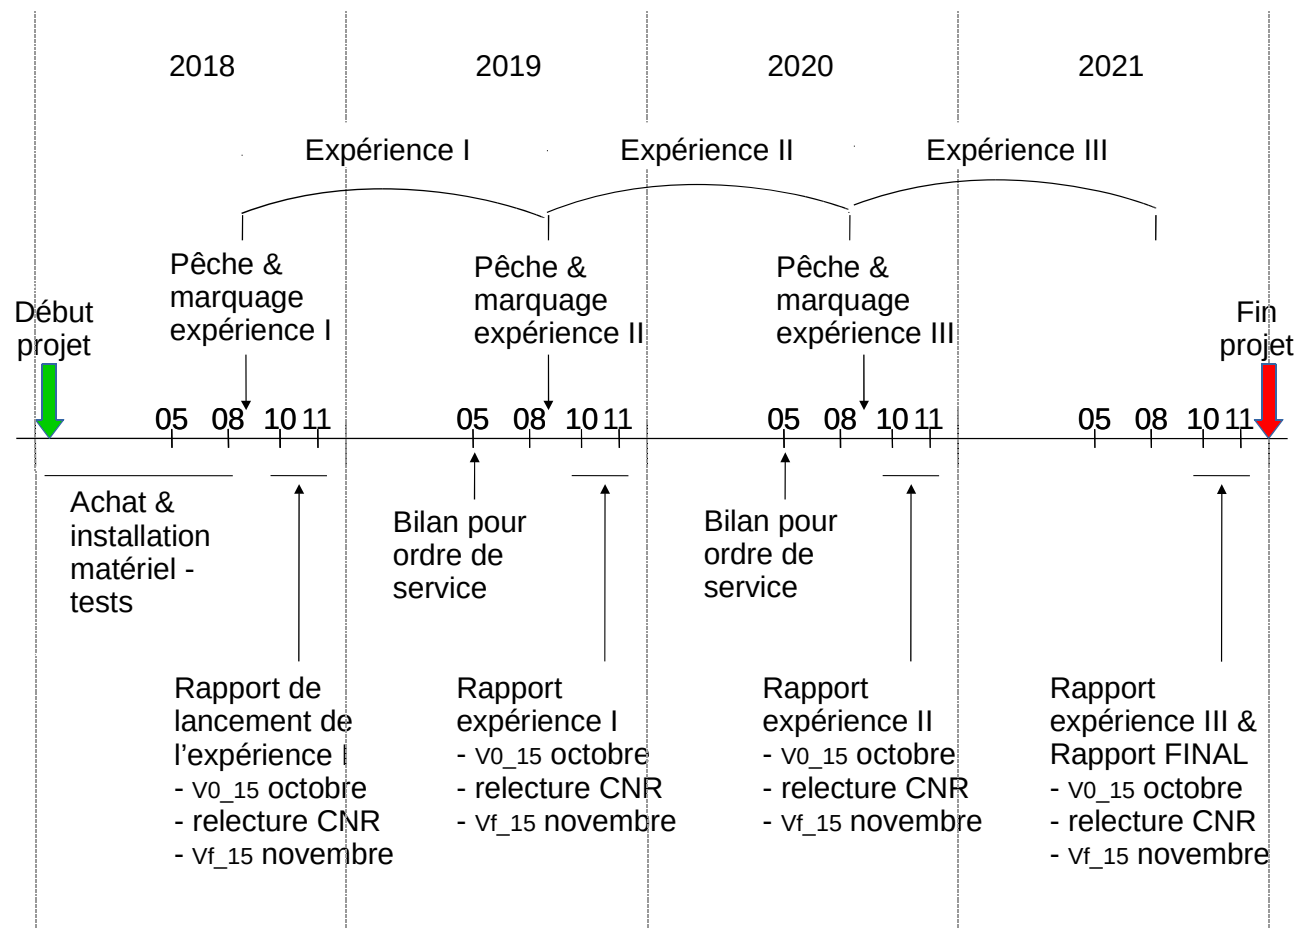 2018
2019
2020
2021
Expérience I
Expérience II
Expérience III
Pêche &
marquage
expérience I
Pêche &
marquage
expérience II
Pêche &
marquage
expérience III
Début
projet
Fin
projet
05 08 10 11
05 08 10 11
05 08 10 11
05 08 10 11
Achat &
installation
matériel -
tests
Bilan pour
ordre de
service
Bilan pour
ordre de
service
Rapport de
lancement de
l’expérience I
- V0_15 octobre
- relecture CNR
- Vf_15 novembre
Rapport
expérience I
- V0_15 octobre
- relecture CNR
- Vf_15 novembre
Rapport
expérience II
- V0_15 octobre
- relecture CNR
- Vf_15 novembre
Rapport
expérience III &
Rapport FINAL
- V0_15 octobre
- relecture CNR
- Vf_15 novembre